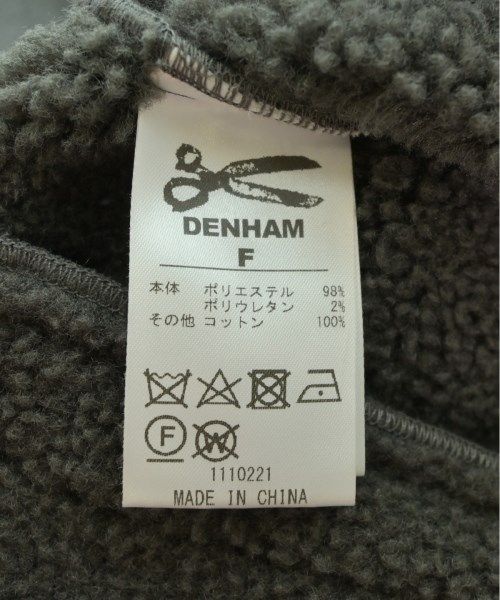 DENHAM
F
本体 ポリエステル 98%
ポリウレタン 2%
その他 コットン 100%
F W
1110221
MADE IN CHINA